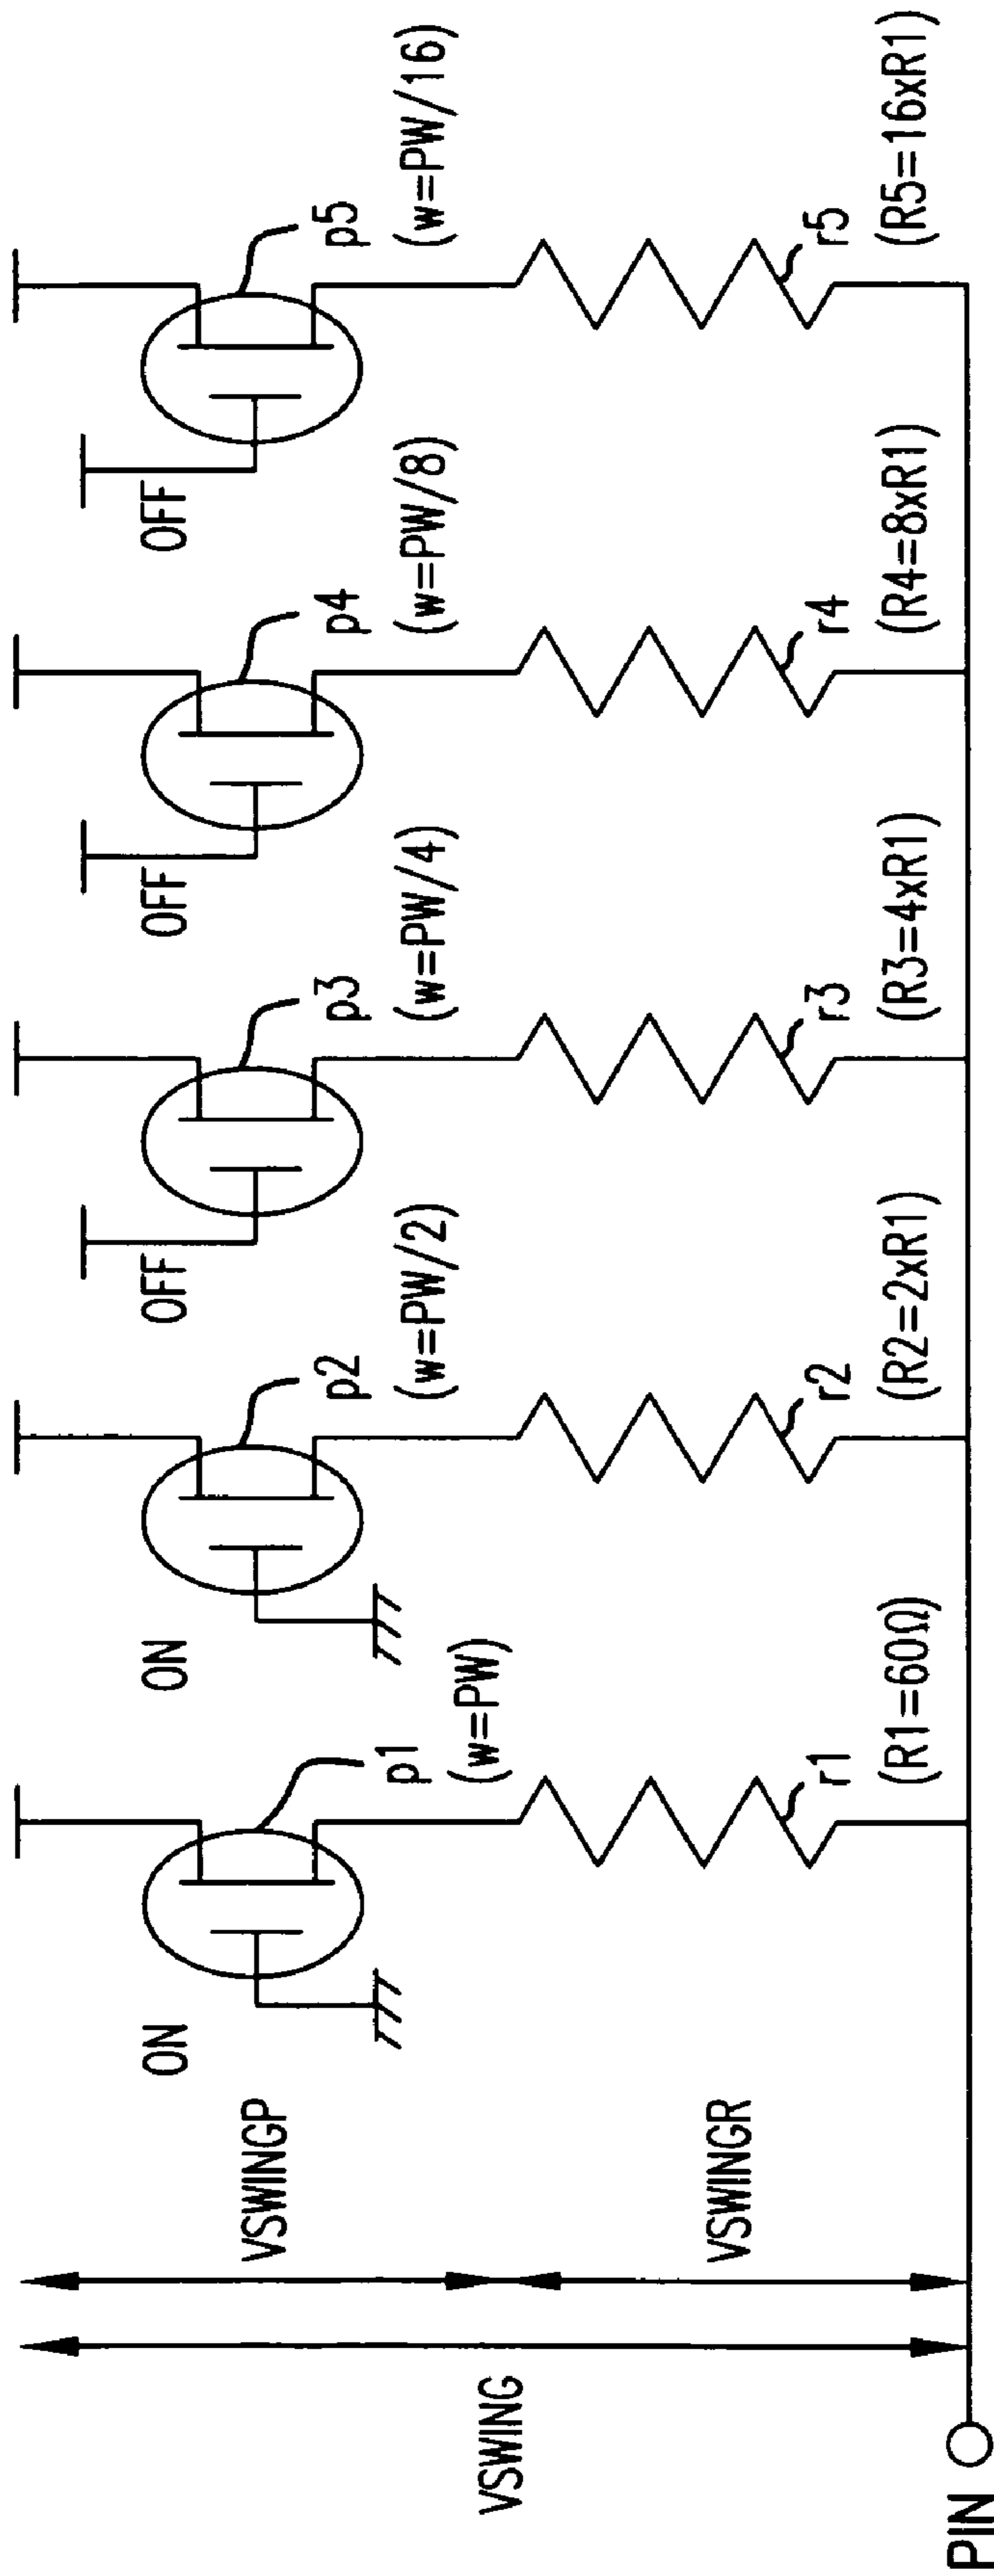 ON
ON
OFF
OFF
OFF
VSWINGP
p1
(w=PW)
p2
(w=PW/2)
p3
(w=PW/4)
p4
(w=PW/8)
p5
(w=PW/16)
VSWING
VSWINGR
r1
(R1=60Ω)
r2
(R2=2xR1)
r3
(R3=4xR1)
r4
(R4=8xR1)
r5
(R5=16xR1)
PIN